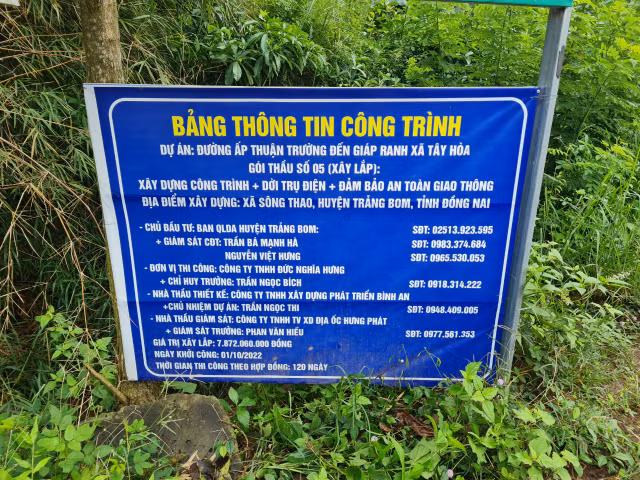 BẢNG THÔNG TIN CÔNG TRÌNH
DỰ ÁN: ĐƯỜNG ẤP THUẬN TRƯỜNG ĐẾN GIÁP RANH XÃ TÂY HÒA
GÓI THẦU SỐ 05 (XÂY LẮP):
XÂY DỰNG CÔNG TRÌNH + DỜI TRỤ ĐIỆN + ĐẢM BẢO AN TOÀN GIAO THÔNG
ĐỊA ĐIỂM XÂY DỰNG: XÃ SÔNG THAO, HUYỆN TRẢNG BOM, TỈNH ĐỒNG NAI
- CHỦ ĐẦU TƯ: BAN QLDA HUYỆN TRẢNG BOM: SĐT: 02513.923.595
+ GIÁM SÁT CĐT: TRẦN BÁ MẠNH HÀ SĐT: 0983.374.684
NGUYỄN VIỆT HƯNG SĐT: 0965.530.053
- ĐƠN VỊ THI CÔNG: CÔNG TY TNHH ĐỨC NGHĨA HƯNG
+ CHỈ HUY TRƯỞNG: TRẦN NGỌC BÍCH SĐT: 0918.314.222
- NHÀ THẦU THIẾT KẾ: CÔNG TY TNHH XÂY DỰNG PHÁT TRIỂN BÌNH AN
+CHỦ NHIỆM DỰ ÁN: TRẦN NGỌC THI SĐT: 0948.409.005
- NHÀ THẦU GIÁM SÁT: CÔNG TY TNHH TV XD ĐỊA ỐC HƯNG PHÁT
+ GIÁM SÁT TRƯỞNG: PHAN VĂN HIẾU SĐT: 0977.561.353
GIÁ TRỊ XÂY LẮP: 7.872.060.000 ĐỒNG
NGÀY KHỞI CÔNG: 01/10/2022
THỜI GIAN THI CÔNG THEO HỢP ĐỒNG: 120 NGÀY